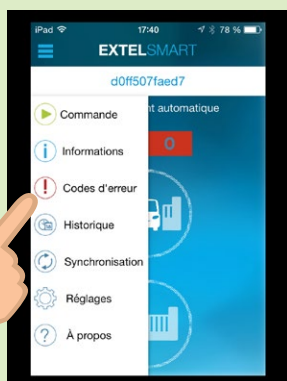 iPad 17:40 78 %
EXTELSMART
d0ff507faed7
Commande
nt automatique
Informations
0
Codes d'erreur
Historique
Synchronisation
Réglages
À propos